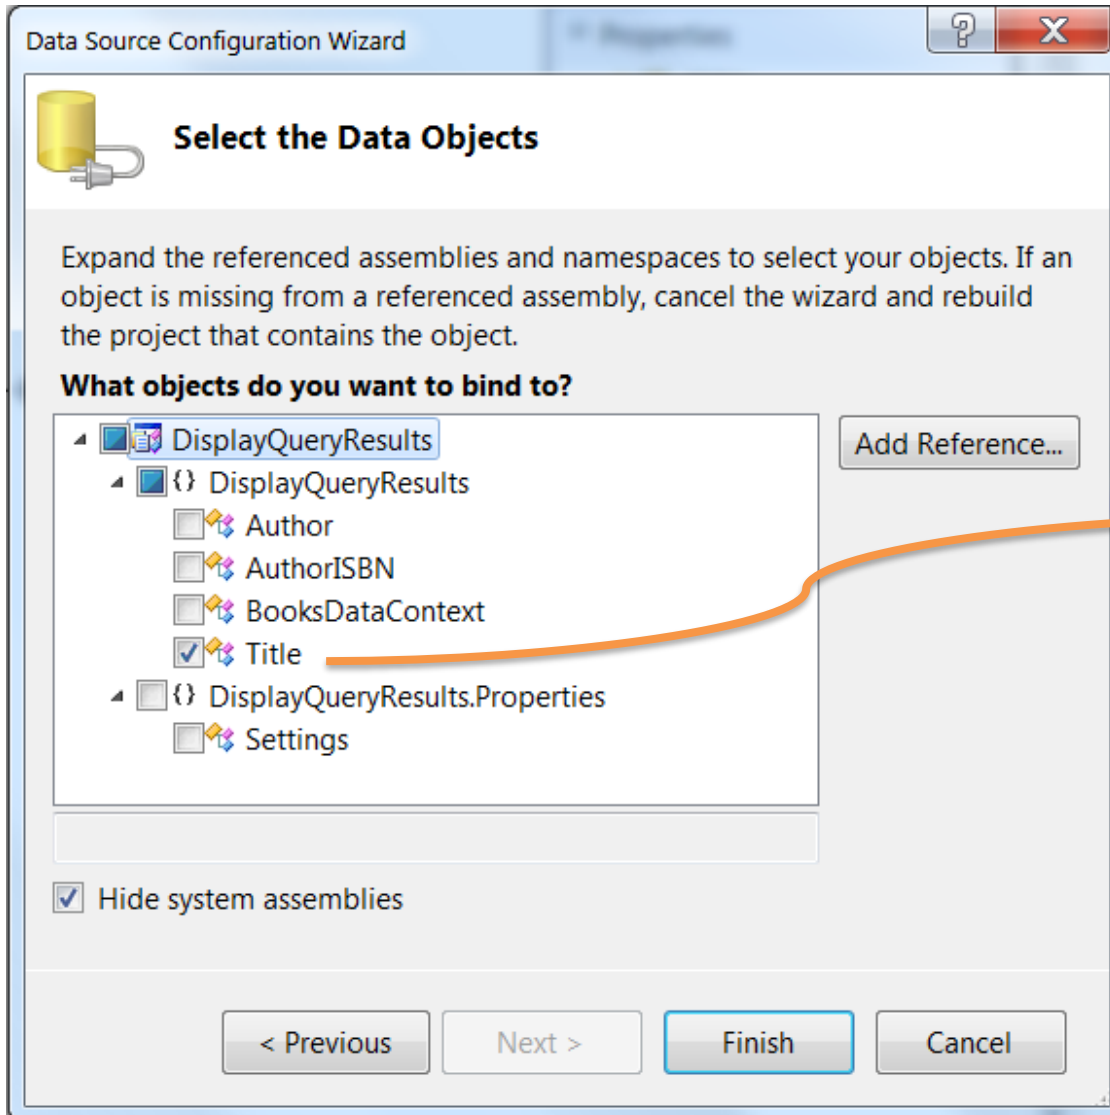 Data Source Configuration Wizard
Properties
Select the Data Objects
Expand the referenced assemblies and namespaces to select your objects. If an
object is missing from a referenced assembly, cancel the wizard and rebuild
the project that contains the object.
What objects do you want to bind to?
DisplayQueryResults
Add Reference...
{} DisplayQueryResults
Author
AuthorISBN
BooksDataContext
Title
{} DisplayQueryResults.Properties
Settings
Hide system assemblies
< Previous
Next >
Finish
Cancel